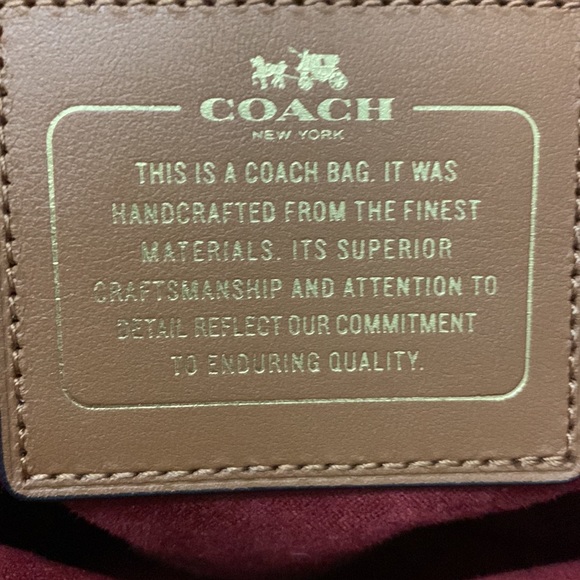 COACH
NEW YORK
THIS IS A COACH BAG. IT WAS
HANDCRAFTED FROM THE FINEST
MATERIALS. ITS SUPERIOR
CRAFTSMANSHIP AND ATTENTION TO
DETAIL REFLECT OUR COMMITMENT
TO ENDURING QUALITY.